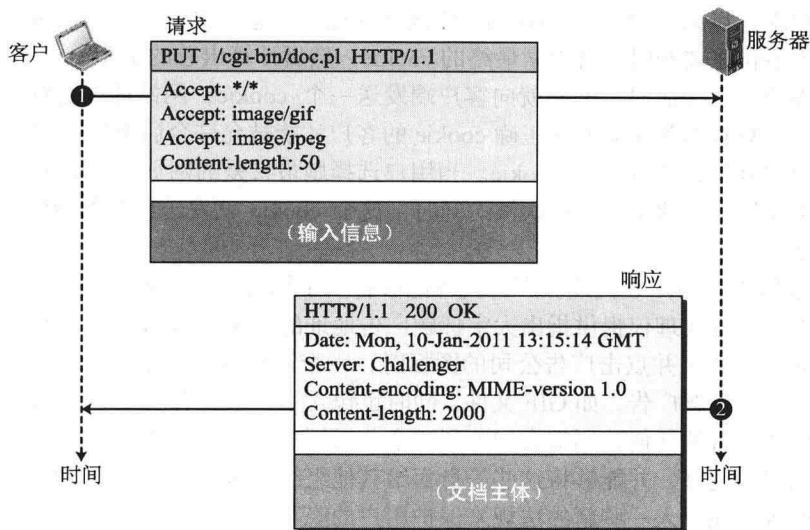 请求
客户
服务器
PUT /cgi-bin/doc.pl HTTP/1.1
❶
Accept: */*
Accept: image/gif
Accept: image/jpeg
Content-length: 50
（输入信息）
响应
HTTP/1.1 200 OK
Date: Mon, 10-Jan-2011 13:15:14 GMT
Server: Challenger
Content-encoding: MIME-version 1.0
Content-length: 2000
❷
时间
时间
（文档主体）